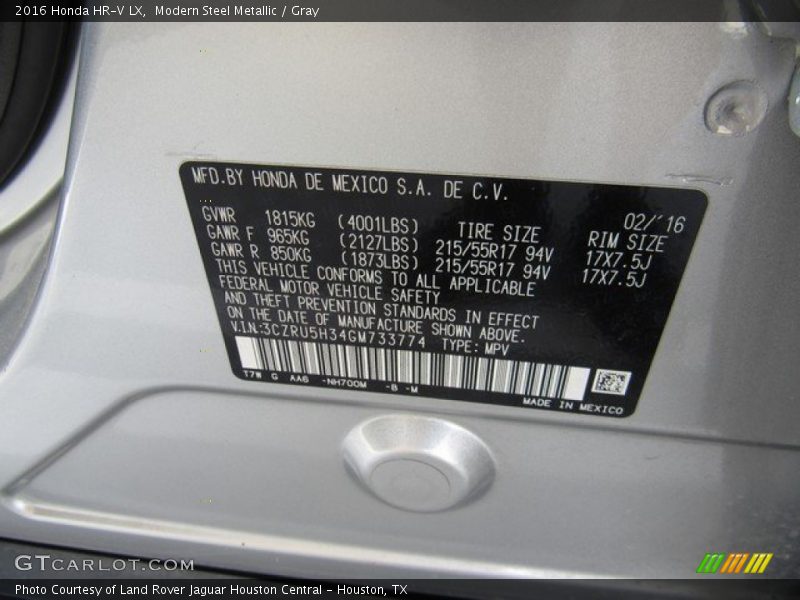 2016 Honda HR-V LX, Modern Steel Metallic / Gray
MFD.BY HONDA DE MEXICO S.A. DE C.V.
02/'16
GVWR 1815KG (4001LBS) TIRE SIZE RIM SIZE
GAWR F 965KG (2127LBS) 215/55R17 94V 17X7.5J
GAWR R 850KG (1873LBS) 215/55R17 94V 17X7.5J
THIS VEHICLE CONFORMS TO ALL APPLICABLE
FEDERAL MOTOR VEHICLE SAFETY
AND THEFT PREVENTION STANDARDS IN EFFECT
ON THE DATE OF MANUFACTURE SHOWN ABOVE.
V.I.N:3CZRU5H34GM733774 TYPE: MPV
T7W G AA6 -NH700M -B -M
MADE IN MEXICO
GTCARLOT.COM
Photo Courtesy of Land Rover Jaguar Houston Central - Houston, TX